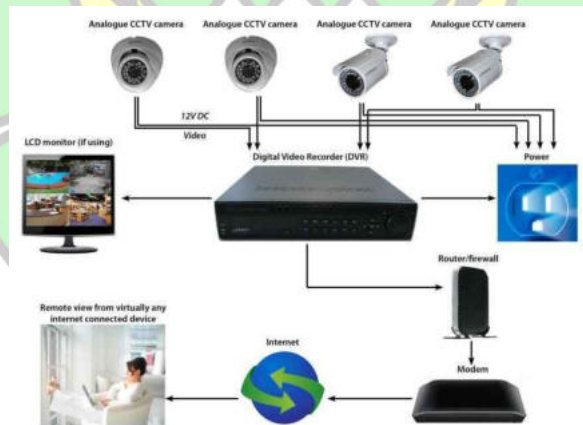 Analogue CCTV camera
Analogue CCTV camera
Analogue CCTV camera
Analogue CCTV camera
12V DC
Video
LCD monitor (if using)
Digital Video Recorder (DVR)
Power
Router/firewall
Remote view from virtually any
internet connected device
Internet
Modem